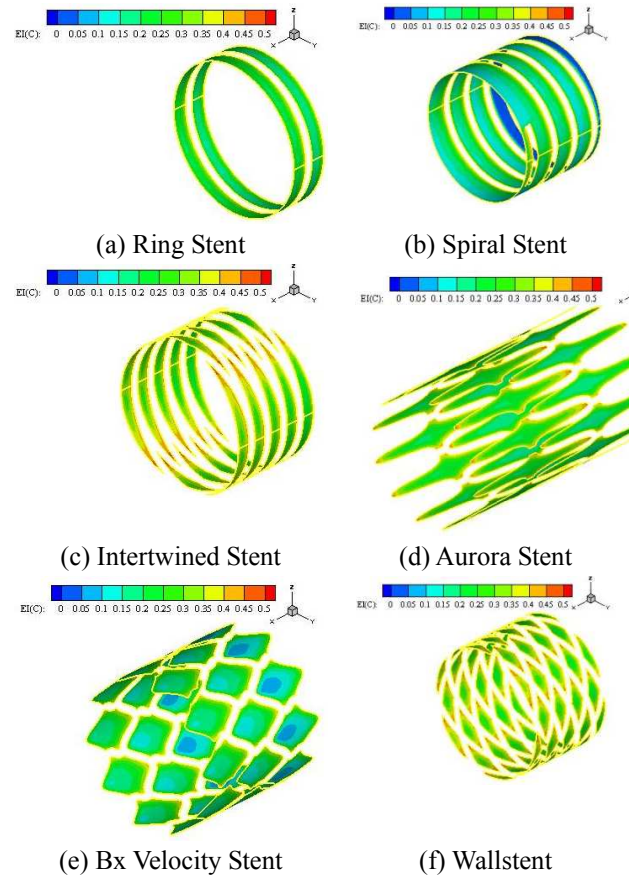 EI(C): 0 0.05 0.1 0.15 0.2 0.25 0.3 0.35 0.4 0.45 0.5
X Y Z
EI(C): 0 0.05 0.1 0.15 0.2 0.25 0.3 0.35 0.4 0.45 0.5
X Y Z
(a) Ring Stent
(b) Spiral Stent
EI(C): 0 0.05 0.1 0.15 0.2 0.25 0.3 0.35 0.4 0.45 0.5
X Y Z
EI(C): 0 0.05 0.1 0.15 0.2 0.25 0.3 0.35 0.4 0.45 0.5
X Y Z
(c) Intertwined Stent
(d) Aurora Stent
EI(C): 0 0.05 0.1 0.15 0.2 0.25 0.3 0.35 0.4 0.45 0.5
X Y Z
EI(C): 0 0.05 0.1 0.15 0.2 0.25 0.3 0.35 0.4 0.45 0.5
X Y Z
(e) Bx Velocity Stent
(f) Wallstent